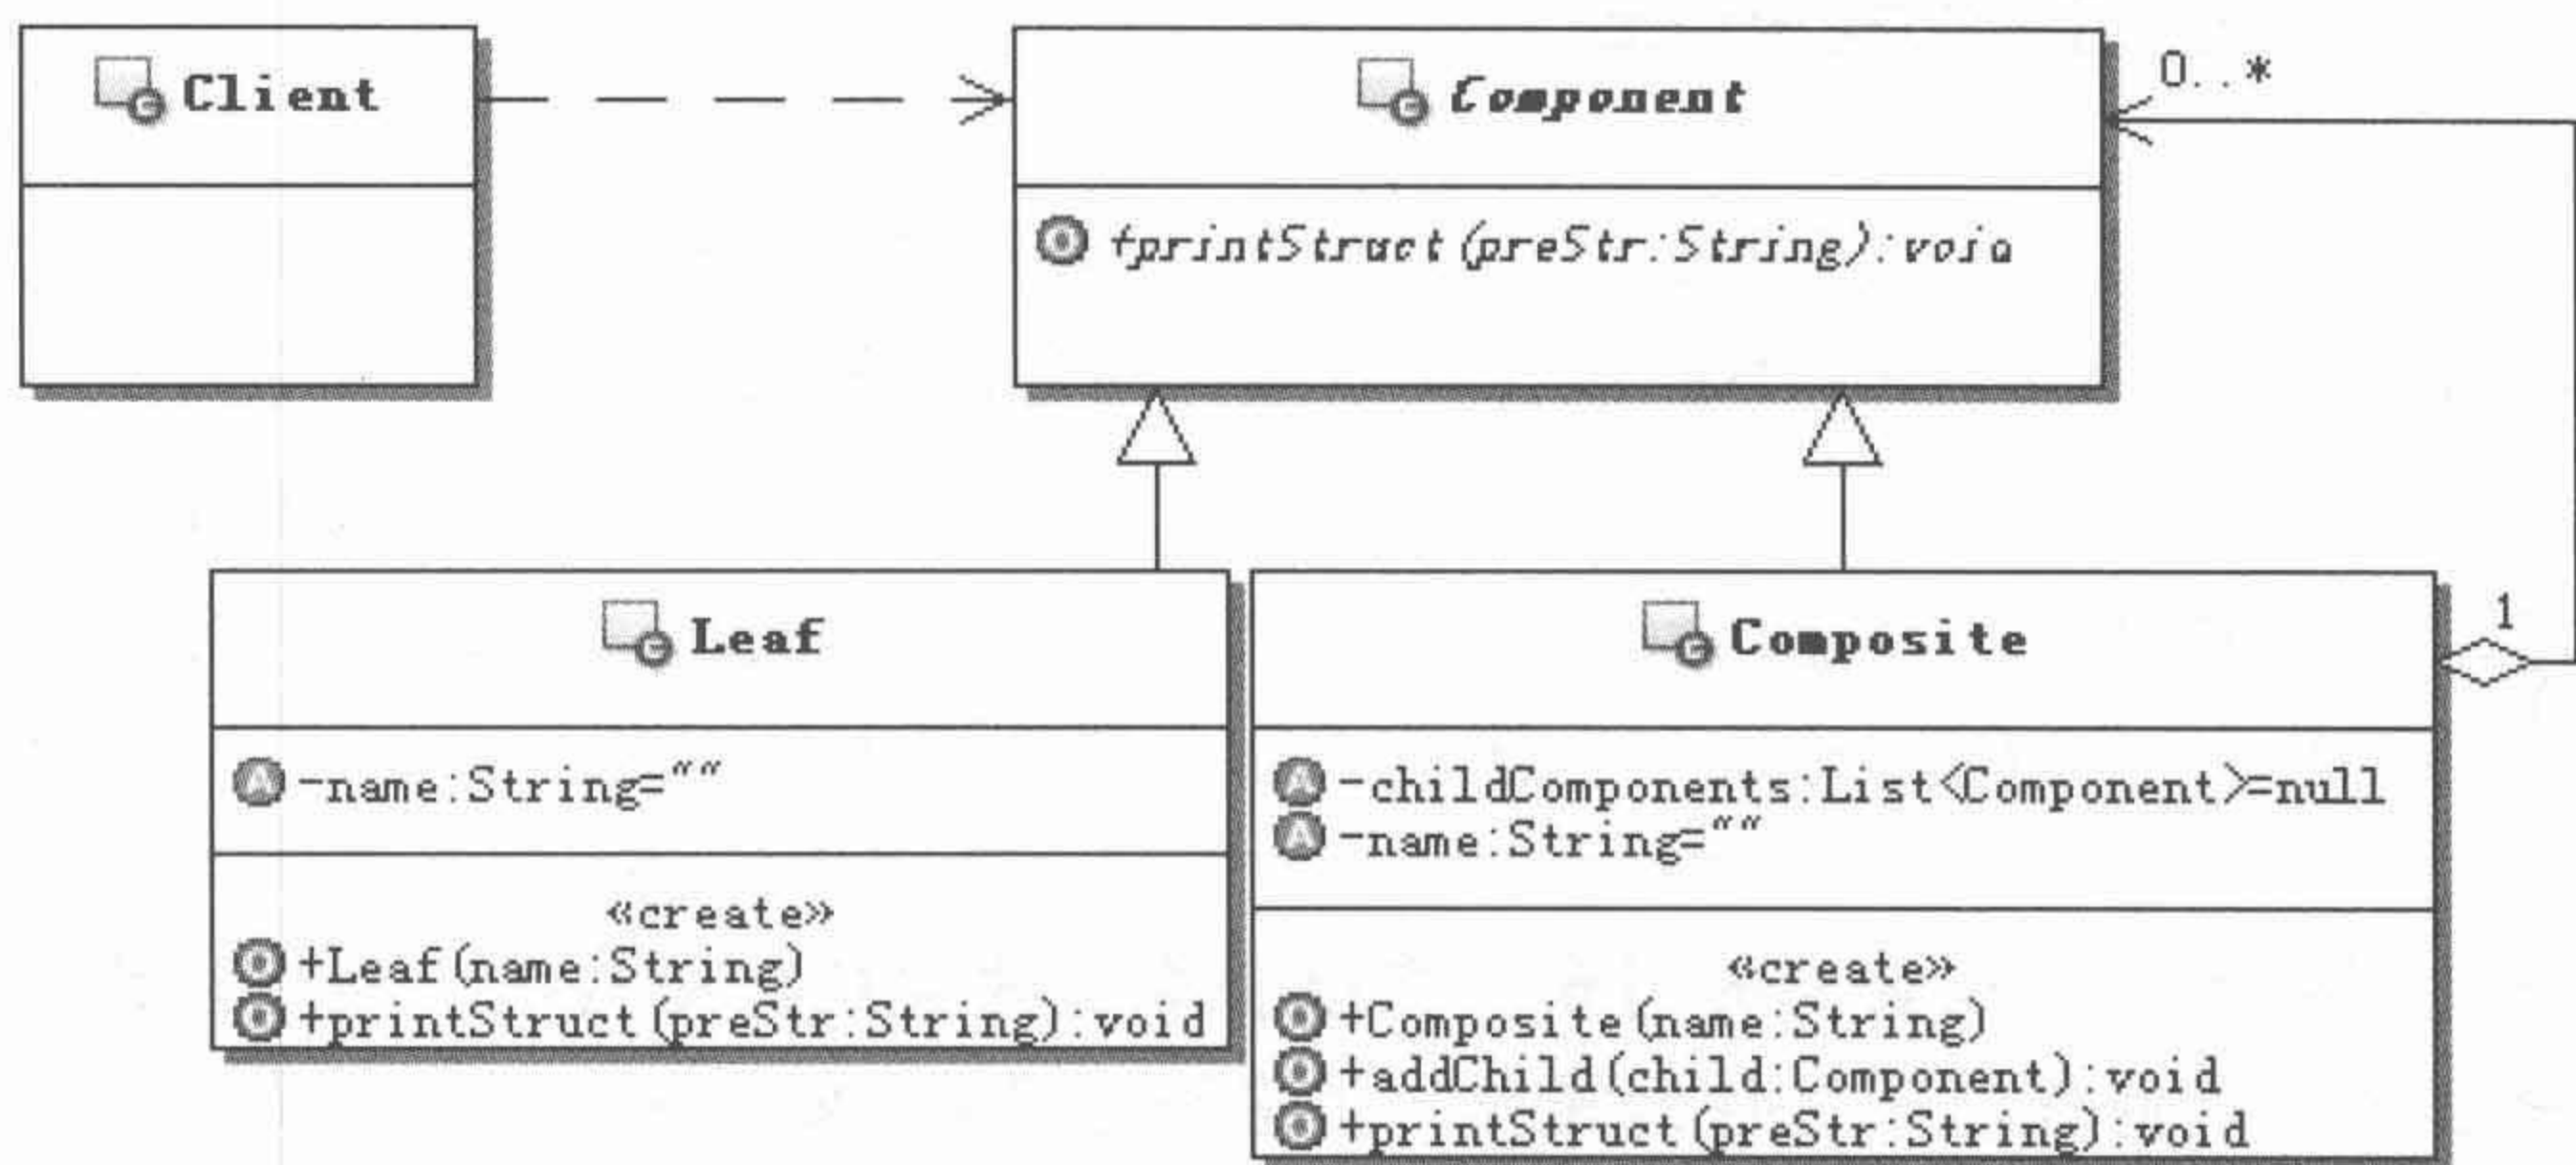 Client
Component
0..*
+printStruct(preStr:String):void
Leaf
Composite
1
-name:String=""
-childComponents:List<Component>=null
-name:String=""
«create»
+Leaf(name:String)
+printStruct(preStr:String):void
«create»
+Composite(name:String)
+addChild(child:Component):void
+printStruct(preStr:String):void